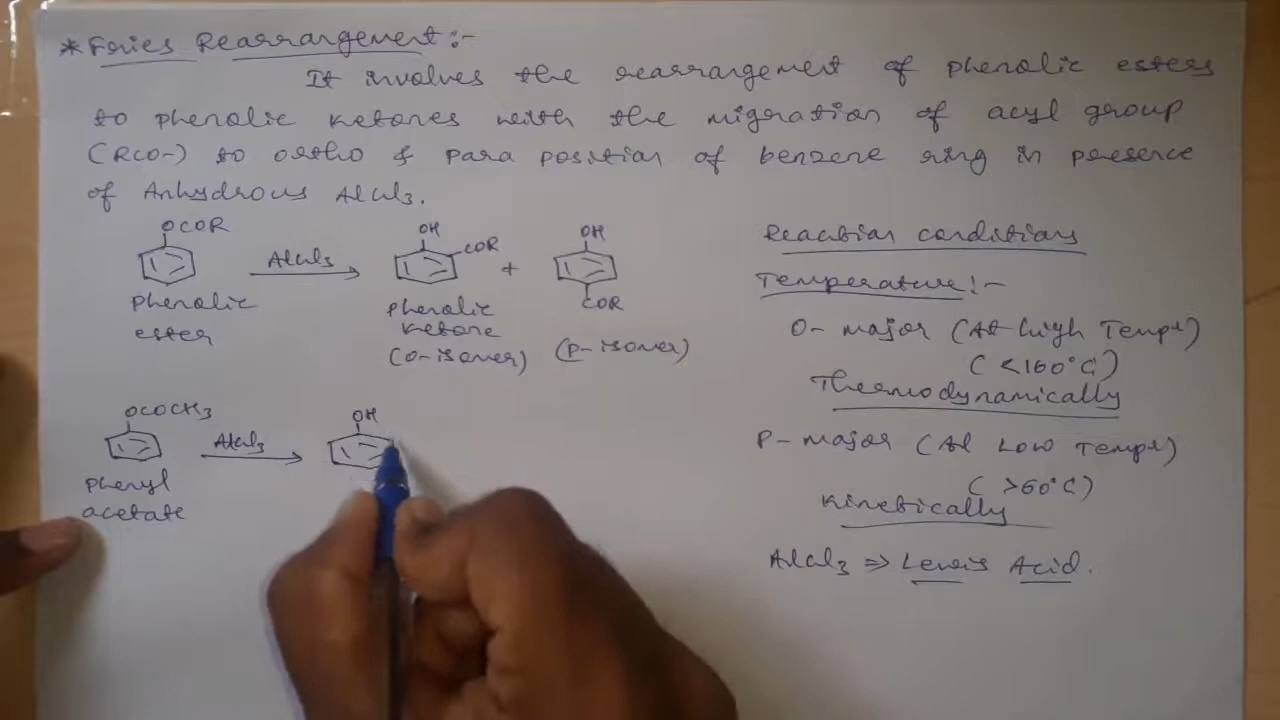 * Fries Rearrangement :-
It involves the rearrangement of phenolic esters
to phenolic ketones with the migration of acyl group
(RCO-) to ortho & para position of benzene ring in presence
of Anhydrous AlCl3.
OCOR
AlCl3
OH
COR
+
OH
COR
phenolic
ester
phenolic
ketone
(o-isomer)
(p-isomer)
OCOCH3
AlCl3
OH
phenyl
acetate
Reaction conditions
Temperature :-
O- major (At high Tempr)
( <160°C)
Thermodynamically
P- major (At Low Tempr)
( >60°C)
kinetically
AlCl3 ⇒ Lewis Acid.